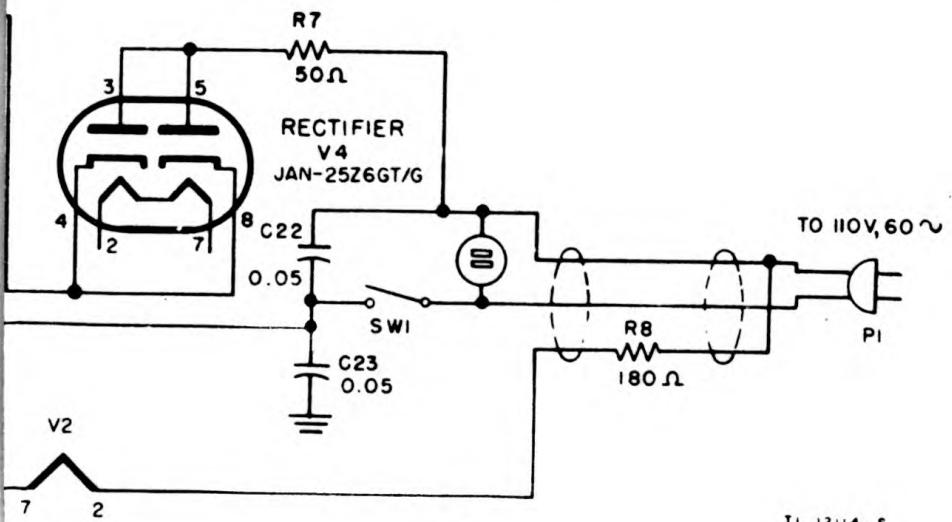 R7
50Ω
3
5
RECTIFIER
V4
JAN-25Z6GT/G
4
2
7
8
C22
0.05
SW1
C23
0.05
TO 110V, 60 ~
P1
R8
180 Ω
V2
7
2